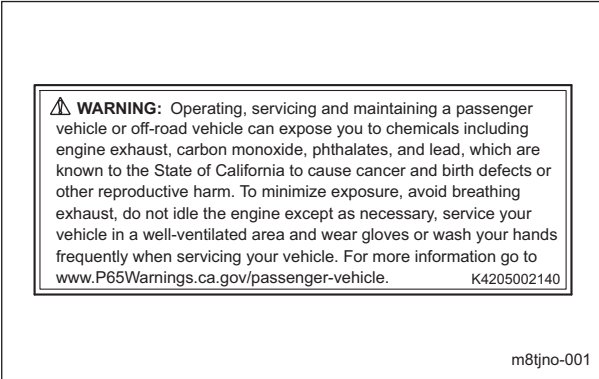 ⚠ WARNING: Operating, servicing and maintaining a passenger
vehicle or off-road vehicle can expose you to chemicals including
engine exhaust, carbon monoxide, phthalates, and lead, which are
known to the State of California to cause cancer and birth defects or
other reproductive harm. To minimize exposure, avoid breathing
exhaust, do not idle the engine except as necessary, service your
vehicle in a well-ventilated area and wear gloves or wash your hands
frequently when servicing your vehicle. For more information go to
www.P65Warnings.ca.gov/passenger-vehicle. K4205002140
m8tjno-001